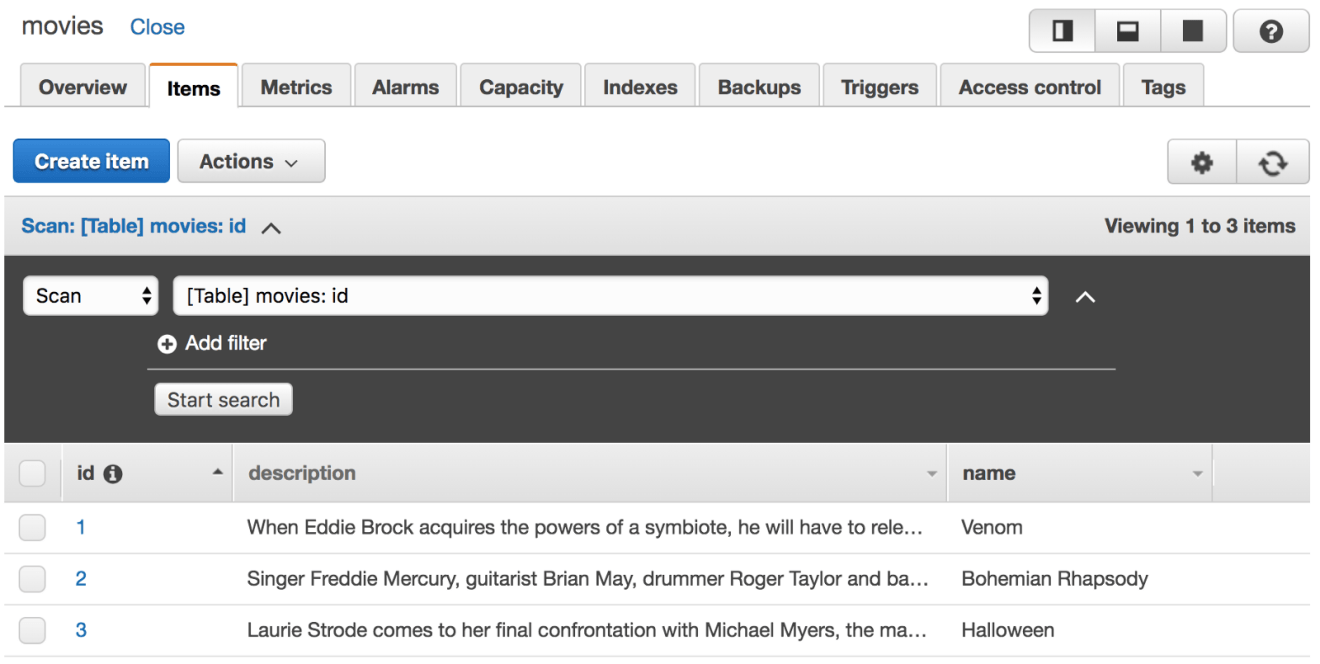 movies Close
Overview Items Metrics Alarms Capacity Indexes Backups Triggers Access control Tags
Create item Actions
Scan: [Table] movies: id Viewing 1 to 3 items
Scan [Table] movies: id
Add filter
Start search
id description name
1 When Eddie Brock acquires the powers of a symbiote, he will have to rele… Venom
2 Singer Freddie Mercury, guitarist Brian May, drummer Roger Taylor and ba… Bohemian Rhapsody
3 Laurie Strode comes to her final confrontation with Michael Myers, the ma… Halloween